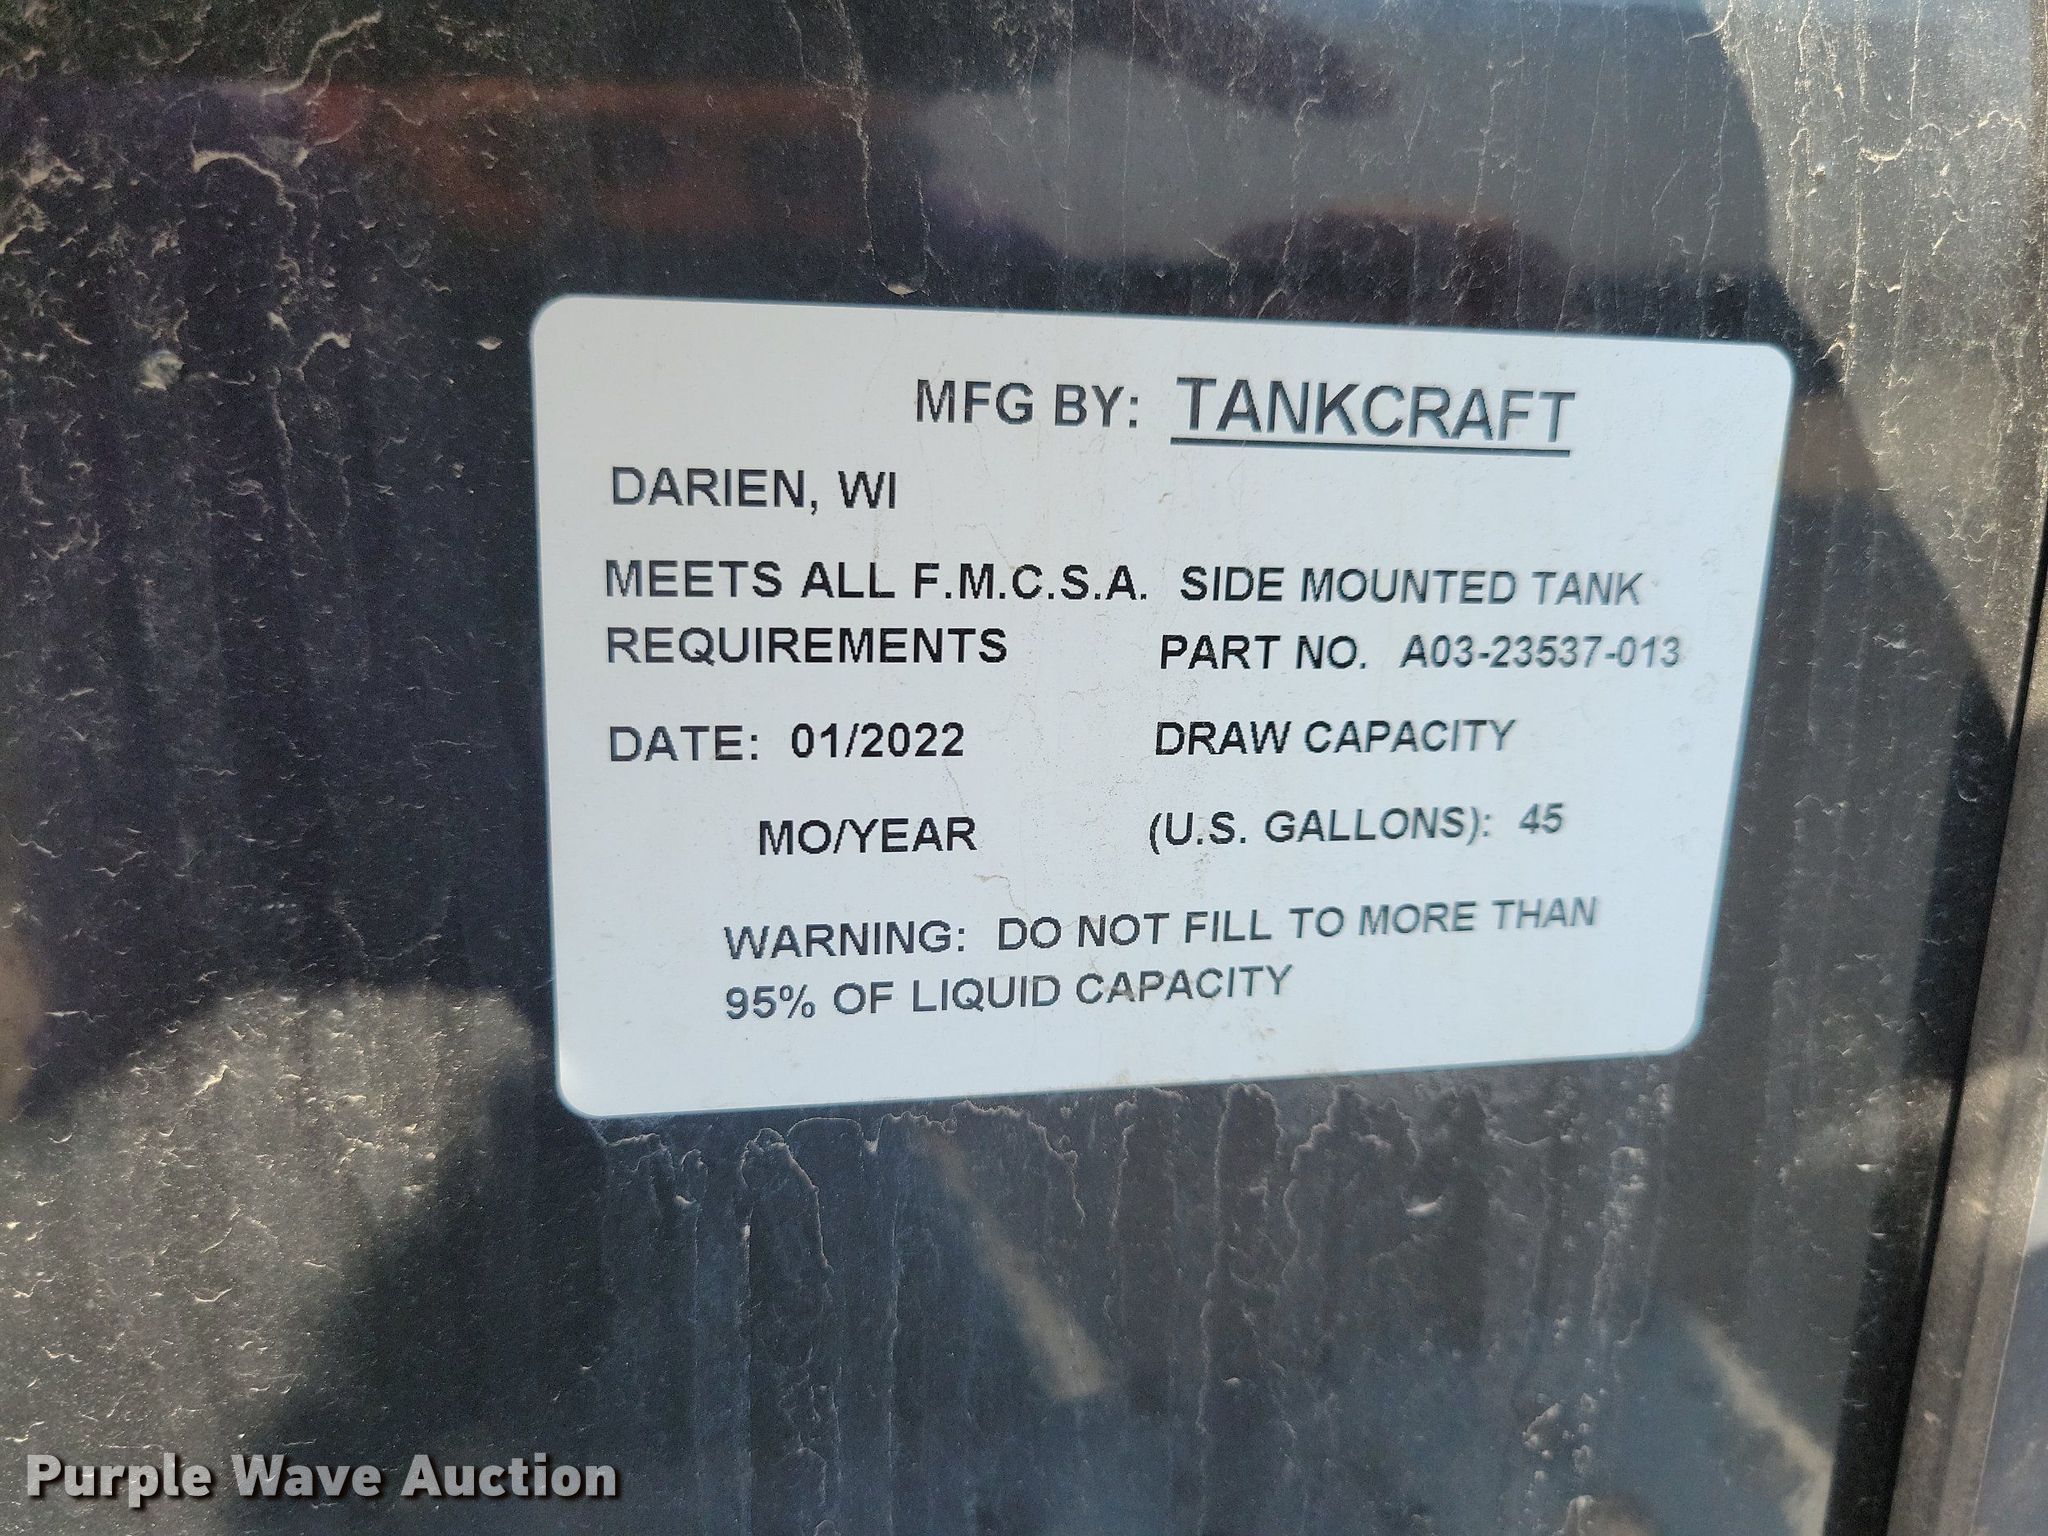 MFG BY: TANKCRAFT
DARIEN, WI
MEETS ALL F.M.C.S.A. SIDE MOUNTED TANK
REQUIREMENTS PART NO. A03-23537-013
DATE: 01/2022 DRAW CAPACITY
MO/YEAR (U.S. GALLONS): 45
WARNING: DO NOT FILL TO MORE THAN
95% OF LIQUID CAPACITY
Purple Wave Auction